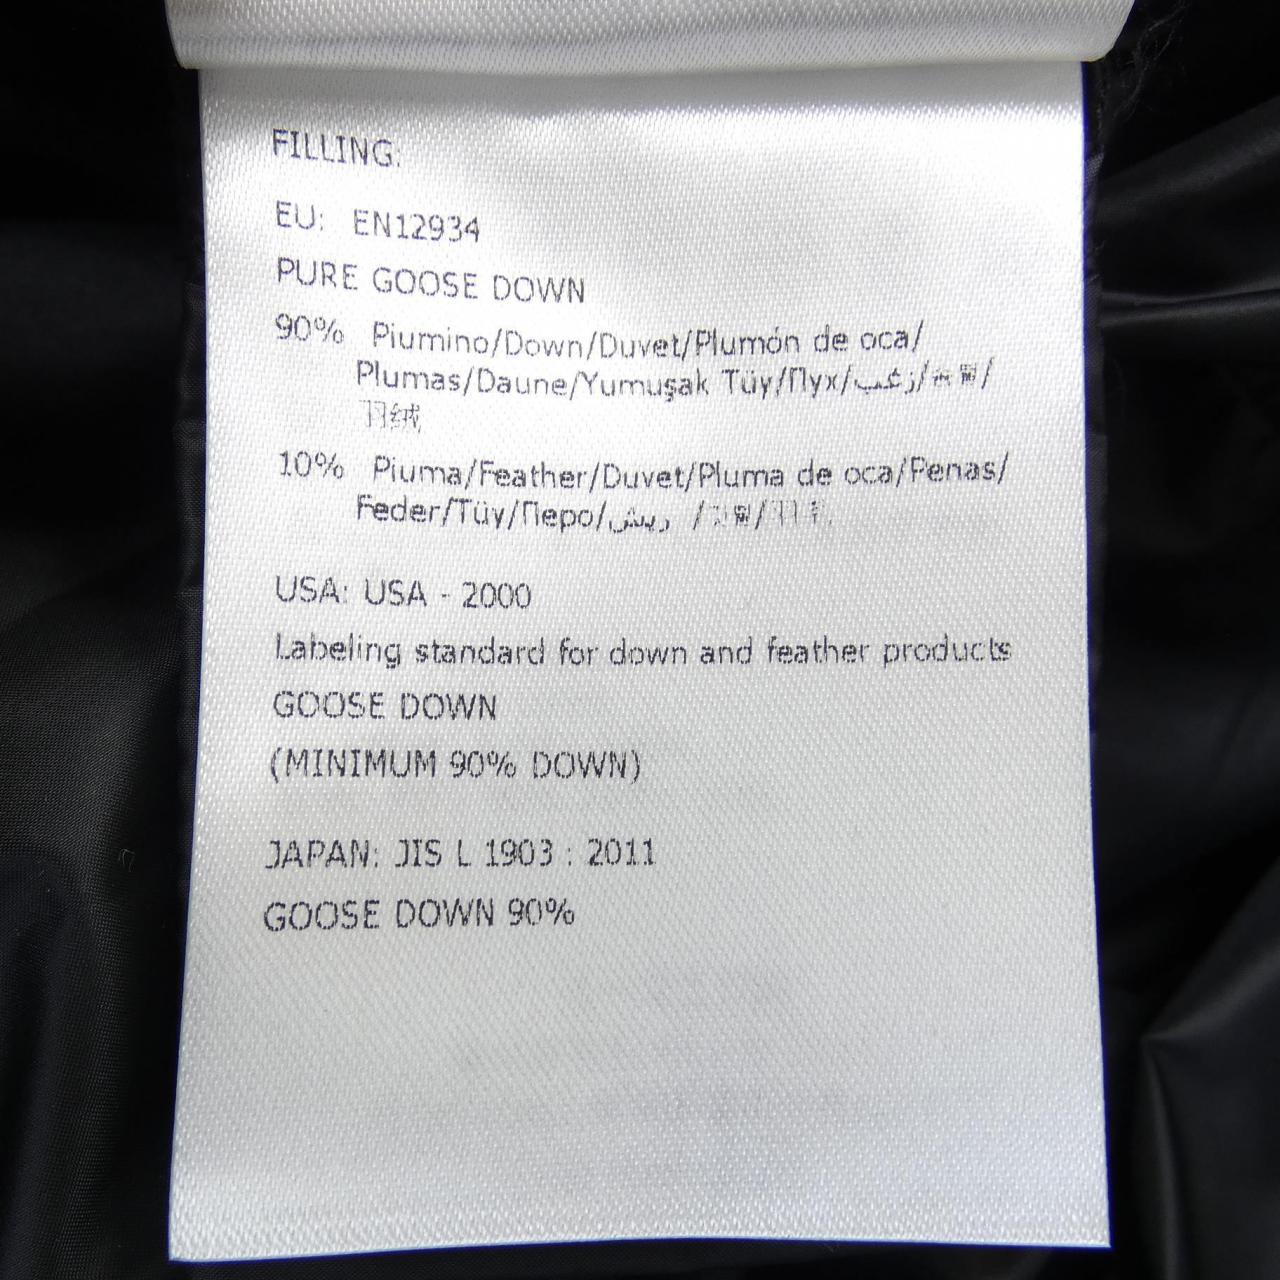 FILLING:
EU: EN12934
PURE GOOSE DOWN
90% Piumino/Down/Duvet/Plumón de oca/
Plumas/Daune/Yumuşak Tüy/Пух/زغب/
羽绒
10% Piuma/Feather/Duvet/Pluma de oca/Penas/
Feder/Tüy/Перо/ريش /
USA: USA - 2000
Labeling standard for down and feather products
GOOSE DOWN
(MINIMUM 90% DOWN)
JAPAN: JIS L 1903 : 2011
GOOSE DOWN 90%